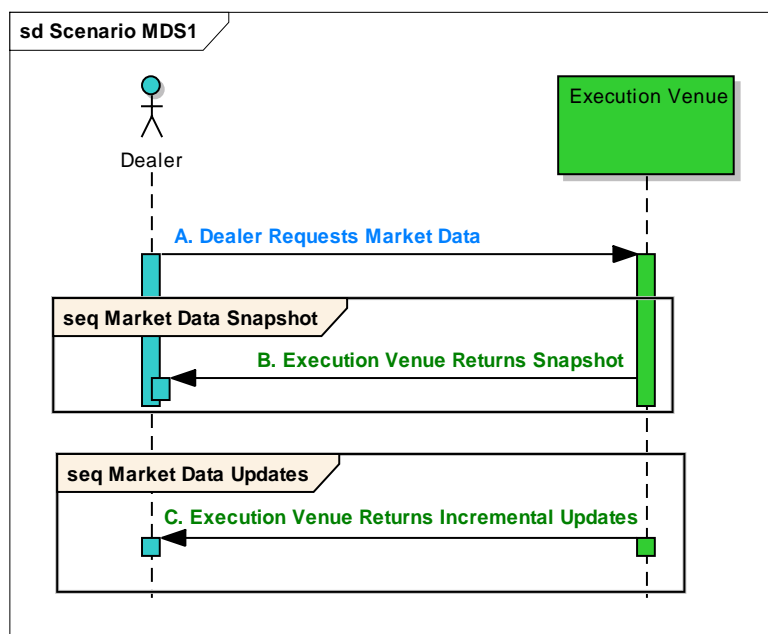 sd Scenario MDS1
Dealer
Execution Venue
A. Dealer Requests Market Data
seq Market Data Snapshot
B. Execution Venue Returns Snapshot
seq Market Data Updates
C. Execution Venue Returns Incremental Updates